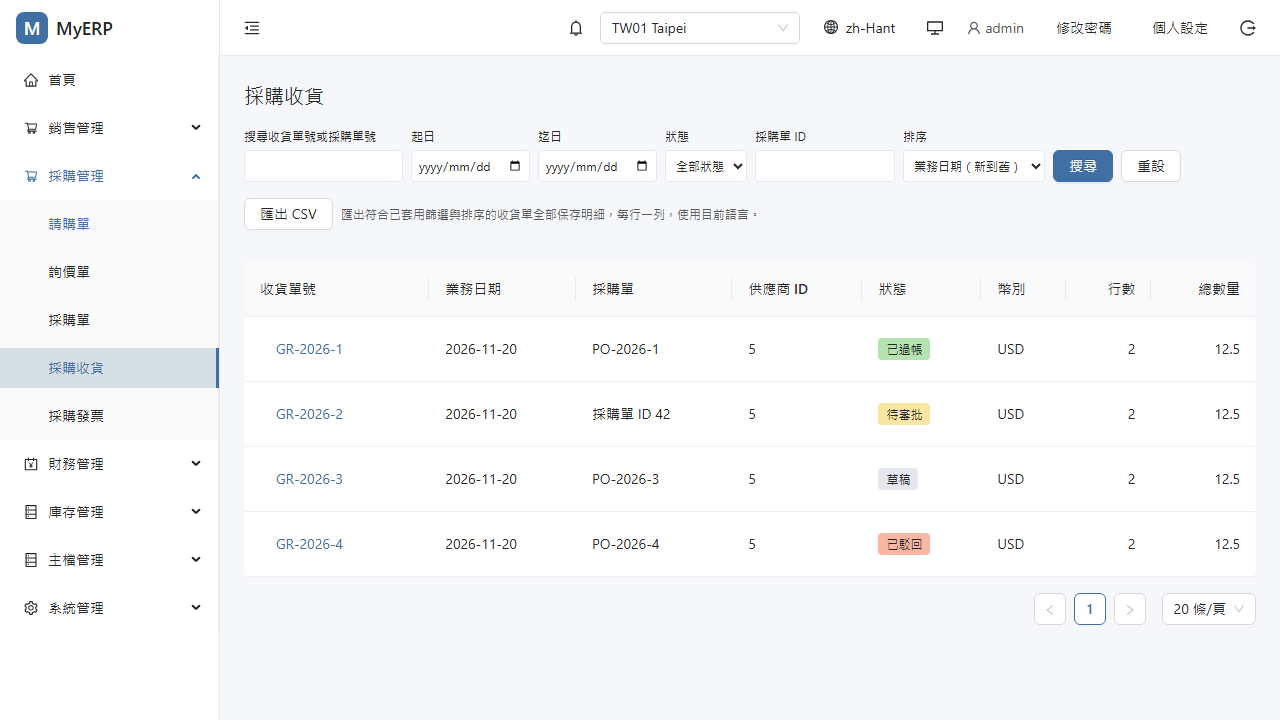 M MyERP
TW01 Taipei
zh-Hant
admin
修改密碼
個人設定
首頁
銷售管理
採購管理
請購單
詢價單
採購單
採購收貨
採購發票
財務管理
庫存管理
主檔管理
系統管理
採購收貨
搜尋收貨單號或採購單號 起日 迄日 狀態 採購單 ID 排序
yyyy/mm/dd yyyy/mm/dd 全部狀態 業務日期（新到舊） 搜尋 重設
匯出 CSV 匯出符合已套用篩選與排序的收貨單全部保存明細，每行一列，使用目前語言。
收貨單號 業務日期 採購單 供應商 ID 狀態 幣別 行數 總數量
GR-2026-1 2026-11-20 PO-2026-1 5 已過帳 USD 2 12.5
GR-2026-2 2026-11-20 採購單 ID 42 5 待審批 USD 2 12.5
GR-2026-3 2026-11-20 PO-2026-3 5 草稿 USD 2 12.5
GR-2026-4 2026-11-20 PO-2026-4 5 已駁回 USD 2 12.5
1 20 條/頁